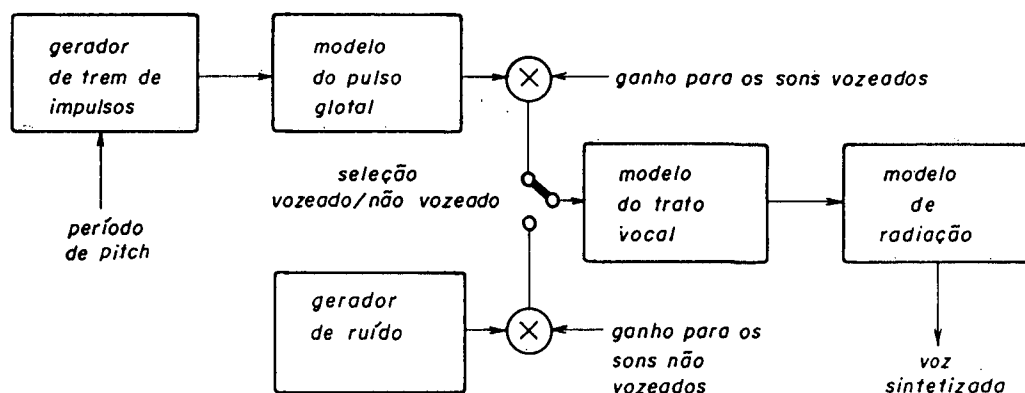 gerador
de trem de
impulsos
modelo
do pulso
glotal
ganho para os sons vozeados
período
de pitch
seleção
vozeado/não vozeado
modelo
do trato
vocal
modelo
de
radiação
gerador
de ruído
ganho para os
sons não
vozeados
voz
sintetizada